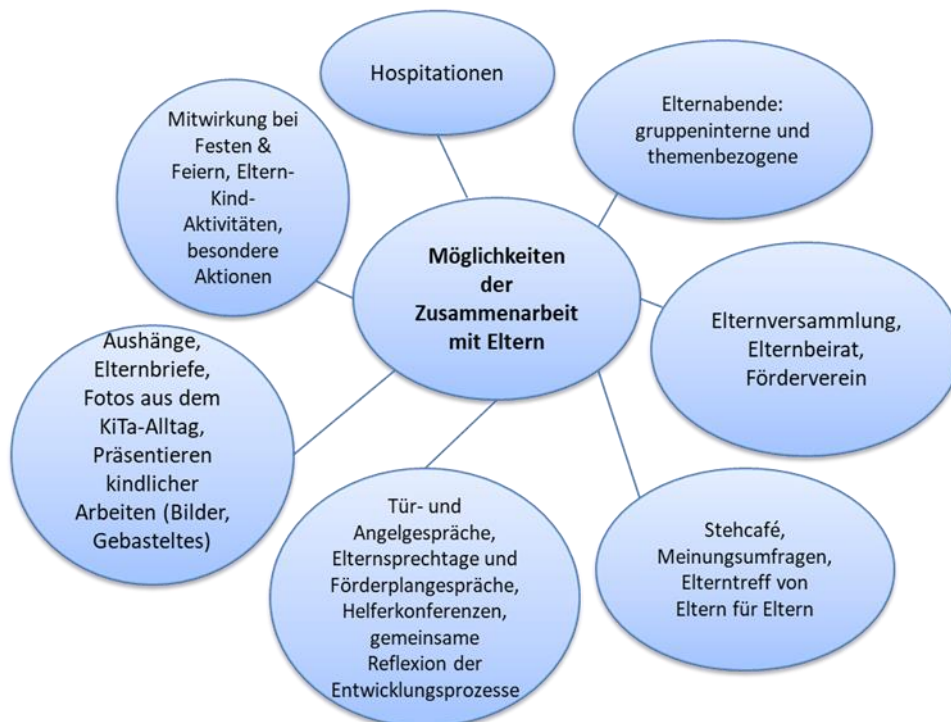 Hospitationen
Elternabende:
gruppeninterne und
themenbezogene
Mitwirkung bei
Festen &
Feiern, Eltern-
Kind-
Aktivitäten,
besondere
Aktionen
Möglichkeiten
der
Zusammenarbeit
mit Eltern
Elternversammlung,
Elternbeirat,
Förderverein
Aushänge,
Elternbriefe,
Fotos aus dem
KiTa-Alltag,
Präsentieren
kindlicher
Arbeiten (Bilder,
Gebasteltes)
Tür- und
Angelgespräche,
Elternsprechtage und
Förderplangespräche,
Helferkonferenzen,
gemeinsame
Reflexion der
Entwicklungsprozesse
Stehcafé,
Meinungsumfragen,
Elterntreff von
Eltern für Eltern